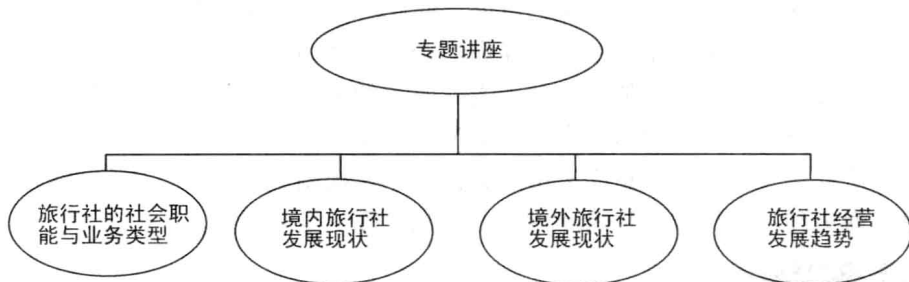 专题讲座
旅行社的社会职
能与业务类型
境内旅行社
发展现状
境外旅行社
发展现状
旅行社经营
发展趋势